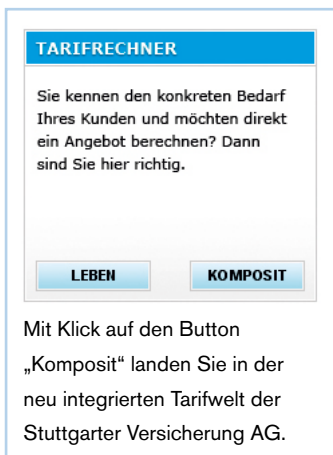 TARIFRECHNER
Sie kennen den konkreten Bedarf
Ihres Kunden und möchten direkt
ein Angebot berechnen? Dann
sind Sie hier richtig.
LEBEN KOMPOSIT
Mit Klick auf den Button
„Komposit“ landen Sie in der
neu integrierten Tarifwelt der
Stuttgarter Versicherung AG.